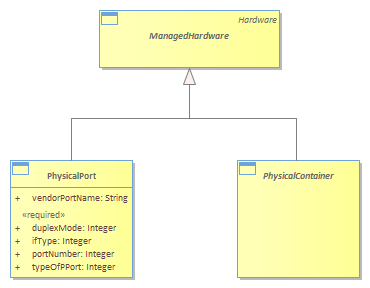 Hardware
ManagedHardware
PhysicalPort
+ vendorPortName: String
«required»
+ duplexMode: Integer
+ ifType: Integer
+ portNumber: Integer
+ typeOfPPort: Integer
PhysicalContainer